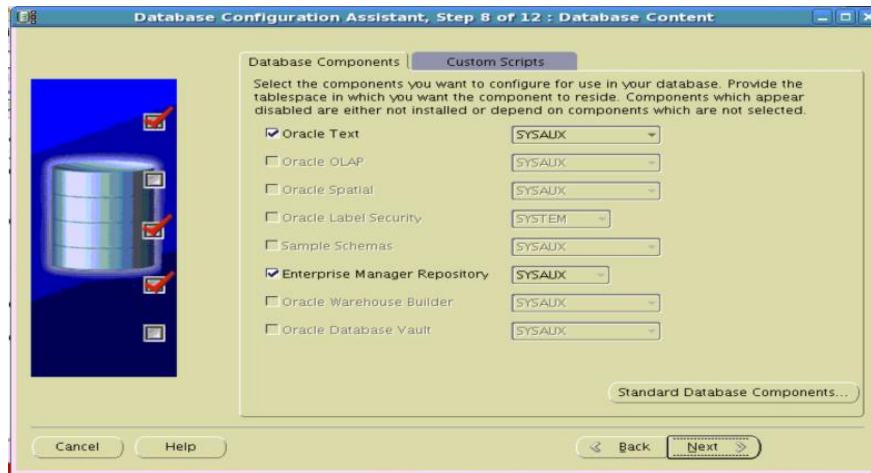 Database Configuration Assistant, Step 8 of 12 : Database Content
Database Components
Custom Scripts
Select the components you want to configure for use in your database. Provide the
tablespace in which you want the component to reside. Components which appear
disabled are either not installed or depend on components which are not selected.
Oracle Text SYSAUX
Oracle OLAP SYSAUX
Oracle Spatial SYSAUX
Oracle Label Security SYSTEM
Sample Schemas SYSAUX
Enterprise Manager Repository SYSAUX
Oracle Warehouse Builder SYSAUX
Oracle Database Vault SYSAUX
Standard Database Components...
Cancel Help Back Next